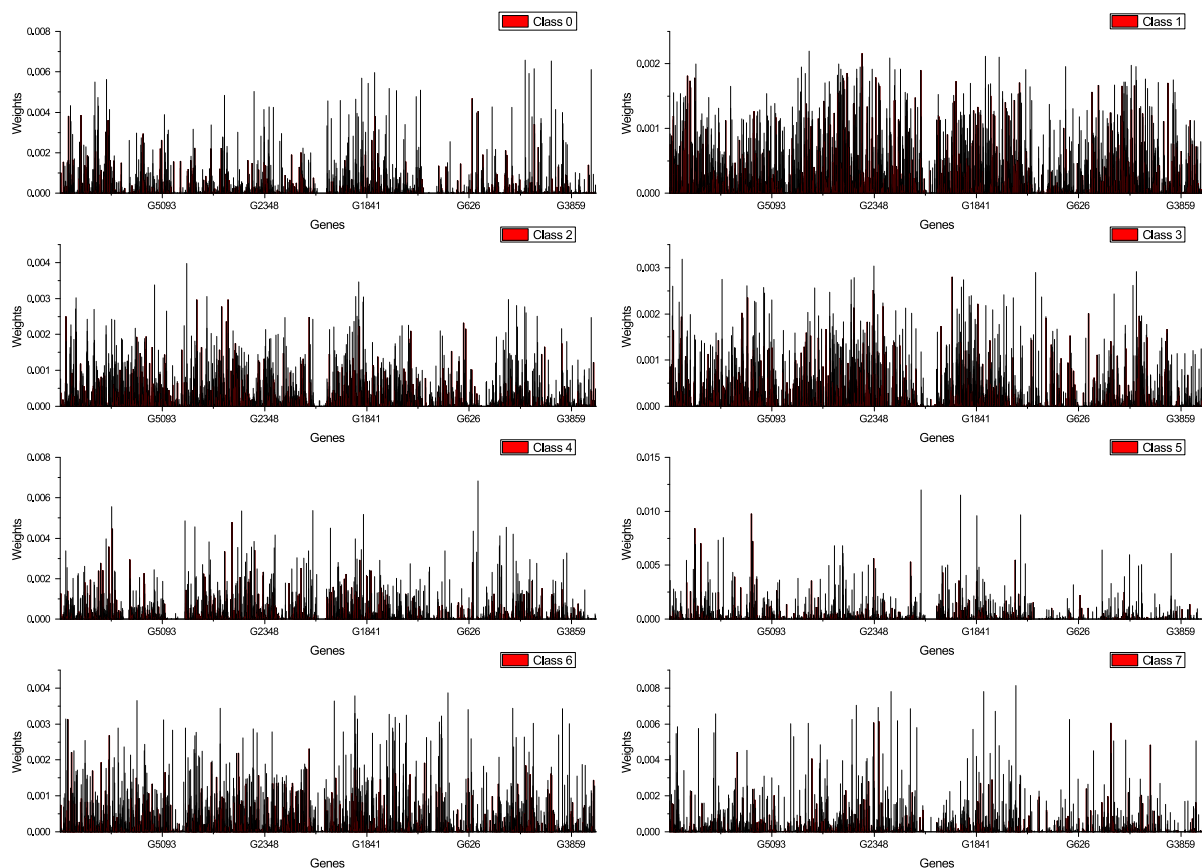 Class 0
0.008
0.006
0.004
0.002
0.000
Weights
G5093 G2348 G1841 G626 G3859
Genes
Class 1
0.002
0.001
0.000
Weights
G5093 G2348 G1841 G626 G3859
Genes
Class 2
0.004
0.003
0.002
0.001
0.000
Weights
G5093 G2348 G1841 G626 G3859
Genes
Class 3
0.003
0.002
0.001
0.000
Weights
G5093 G2348 G1841 G626 G3859
Genes
Class 4
0.008
0.006
0.004
0.002
0.000
Weights
G5093 G2348 G1841 G626 G3859
Genes
Class 5
0.015
0.010
0.005
0.000
Weights
G5093 G2348 G1841 G626 G3859
Genes
Class 6
0.004
0.003
0.002
0.001
0.000
Weights
G5093 G2348 G1841 G626 G3859
Genes
Class 7
0.008
0.006
0.004
0.002
0.000
Weights
G5093 G2348 G1841 G626 G3859
Genes